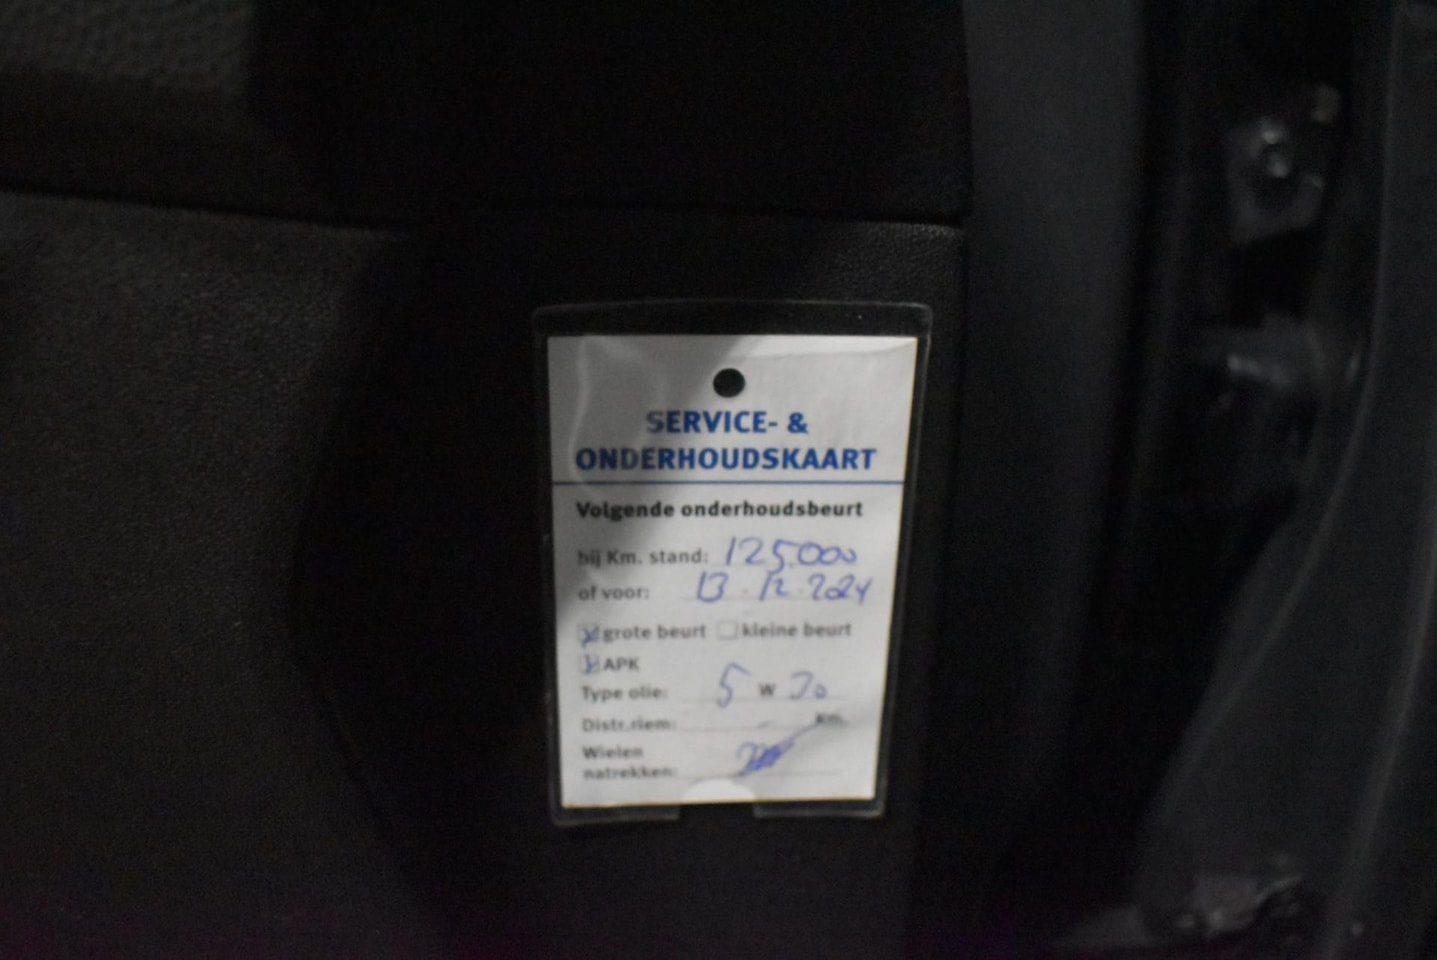 SERVICE- &
ONDERHOUDSKAART
Volgende onderhoudsbeurt
bij Km. stand: 125.000
of voor: 13.12.2024
grote beurt kleine beurt
APK
Type olie: 5 W 30
Distr.riem: - Km.
Wielen
natrekken: